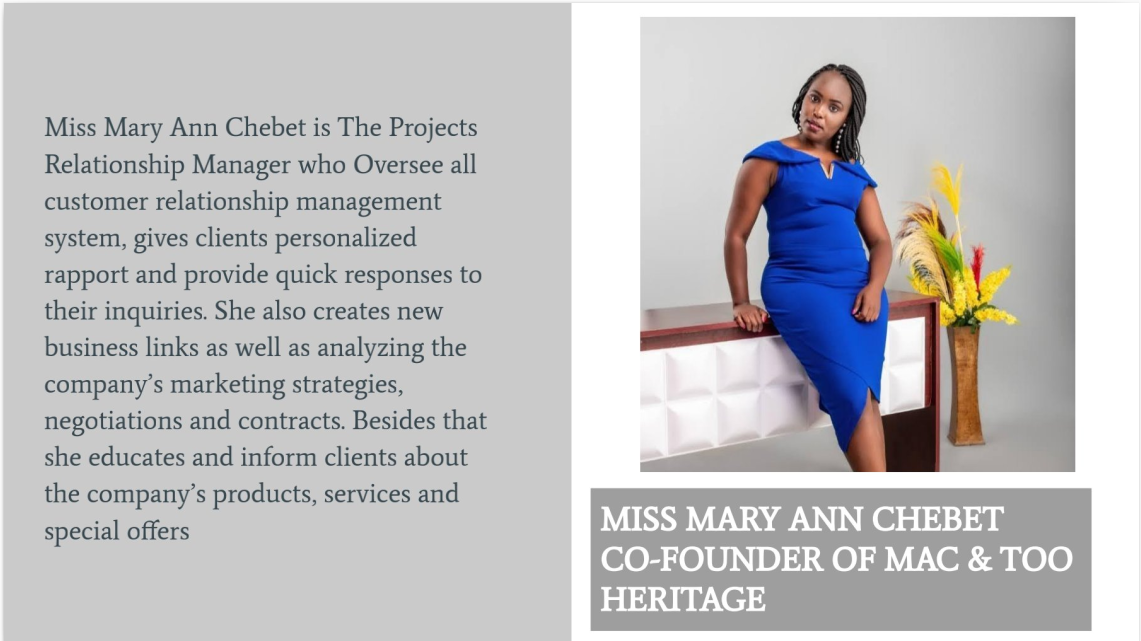 Miss Mary Ann Chebet is The Projects
Relationship Manager who Oversee all
customer relationship management
system, gives clients personalized
rapport and provide quick responses to
their inquiries. She also creates new
business links as well as analyzing the
company’s marketing strategies,
negotiations and contracts. Besides that
she educates and inform clients about
the company’s products, services and
special offers
MISS MARY ANN CHEBET
CO-FOUNDER OF MAC & TOO
HERITAGE